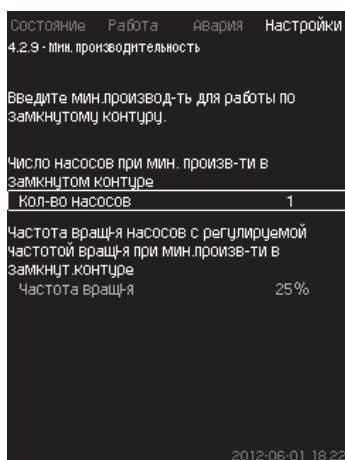 Состояние Работа Авария Настройки
4.2.9 - Мин. производительность
Введите мин.производ-ть для работы по
замкнутому контуру.
Число насосов при мин. произв-ти в
замкнутом контуре
Кол-во насосов 1
Частота вращ-я насосов с регулируемой
частотой вращ-я при мин.произв-ти в
замкнут.контуре
Частота вращ-я 25%
2012-06-01 18:22